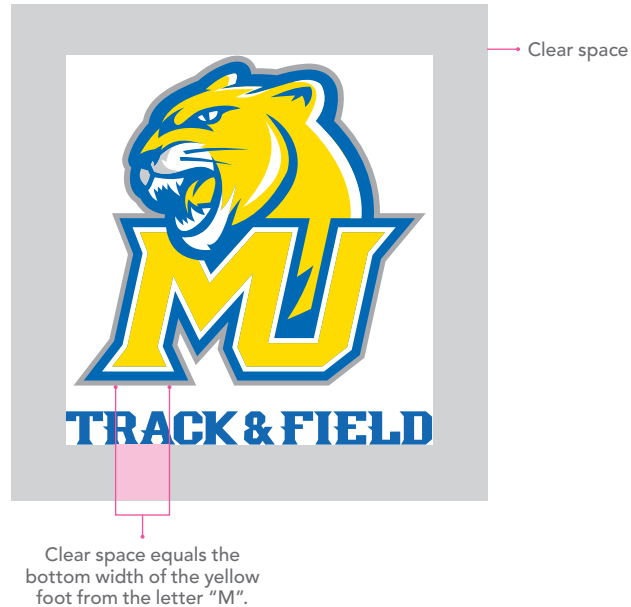 Clear space
MU
TRACK & FIELD
Clear space equals the
bottom width of the yellow
foot from the letter “M”.